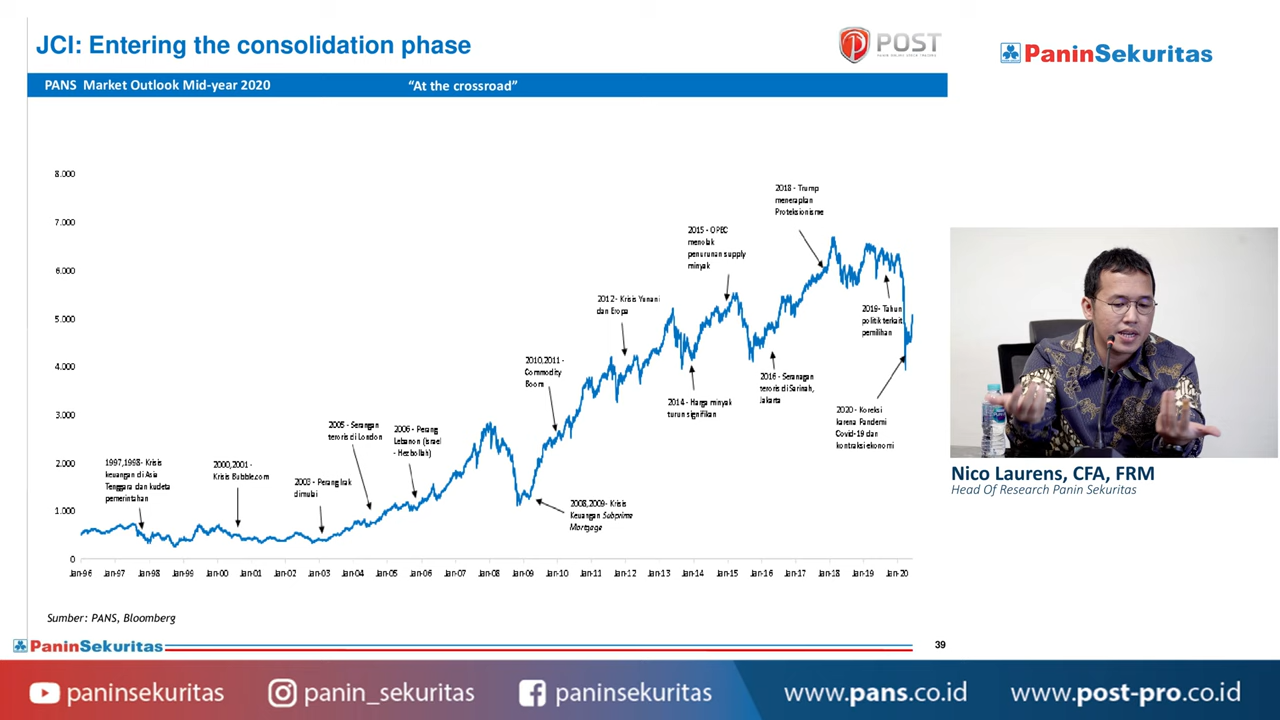 JCI: Entering the consolidation phase
POST
PaninSekuritas
PANS Market Outlook Mid-year 2020
“At the crossroad”
8.000
7.000
6.000
5.000
4.000
3.000
2.000
1.000
0
1997,1998- Krisis
keuangan di Asia
Tenggara dan kudeta
pemerintahan
2000,2001 -
Krisis Bubble.com
2003 - Perang Irak
dimulai
2005 - Serangan
teroris di London
2006 - Perang
Lebanon (Israel
- Hezbollah)
2010,2011 -
Commodity
Boom
2008,2009- Krisis
Keuangan Subprime
Mortgage
2012 - Krisis Yunani
dan Eropa
2014 - Harga minyak
turun signifikan
2015 - OPEC
menolak
penurunan supply
minyak
2016 - Seranagan
teroris di Sarinah,
Jakarta
2018 - Trump
menerapkan
Proteksionisme
2019- Tahun
politik terkait
pemilihan
2020 - Koreksi
karena Pandemi
Covid-19 dan
kontraksi ekonomi
Jan-96 Jan-97 Jan-98 Jan-99 Jan-00 Jan-01 Jan-02 Jan-03 Jan-04 Jan-05 Jan-06 Jan-07 Jan-08 Jan-09 Jan-10 Jan-11 Jan-12 Jan-13 Jan-14 Jan-15 Jan-16 Jan-17 Jan-18 Jan-19 Jan-20
Sumber: PANS, Bloomberg
PaninSekuritas
39
Nico Laurens, CFA, FRM
Head Of Research Panin Sekuritas
paninsekuritas
panin_sekuritas
paninsekuritas
www.pans.co.id
www.post-pro.co.id